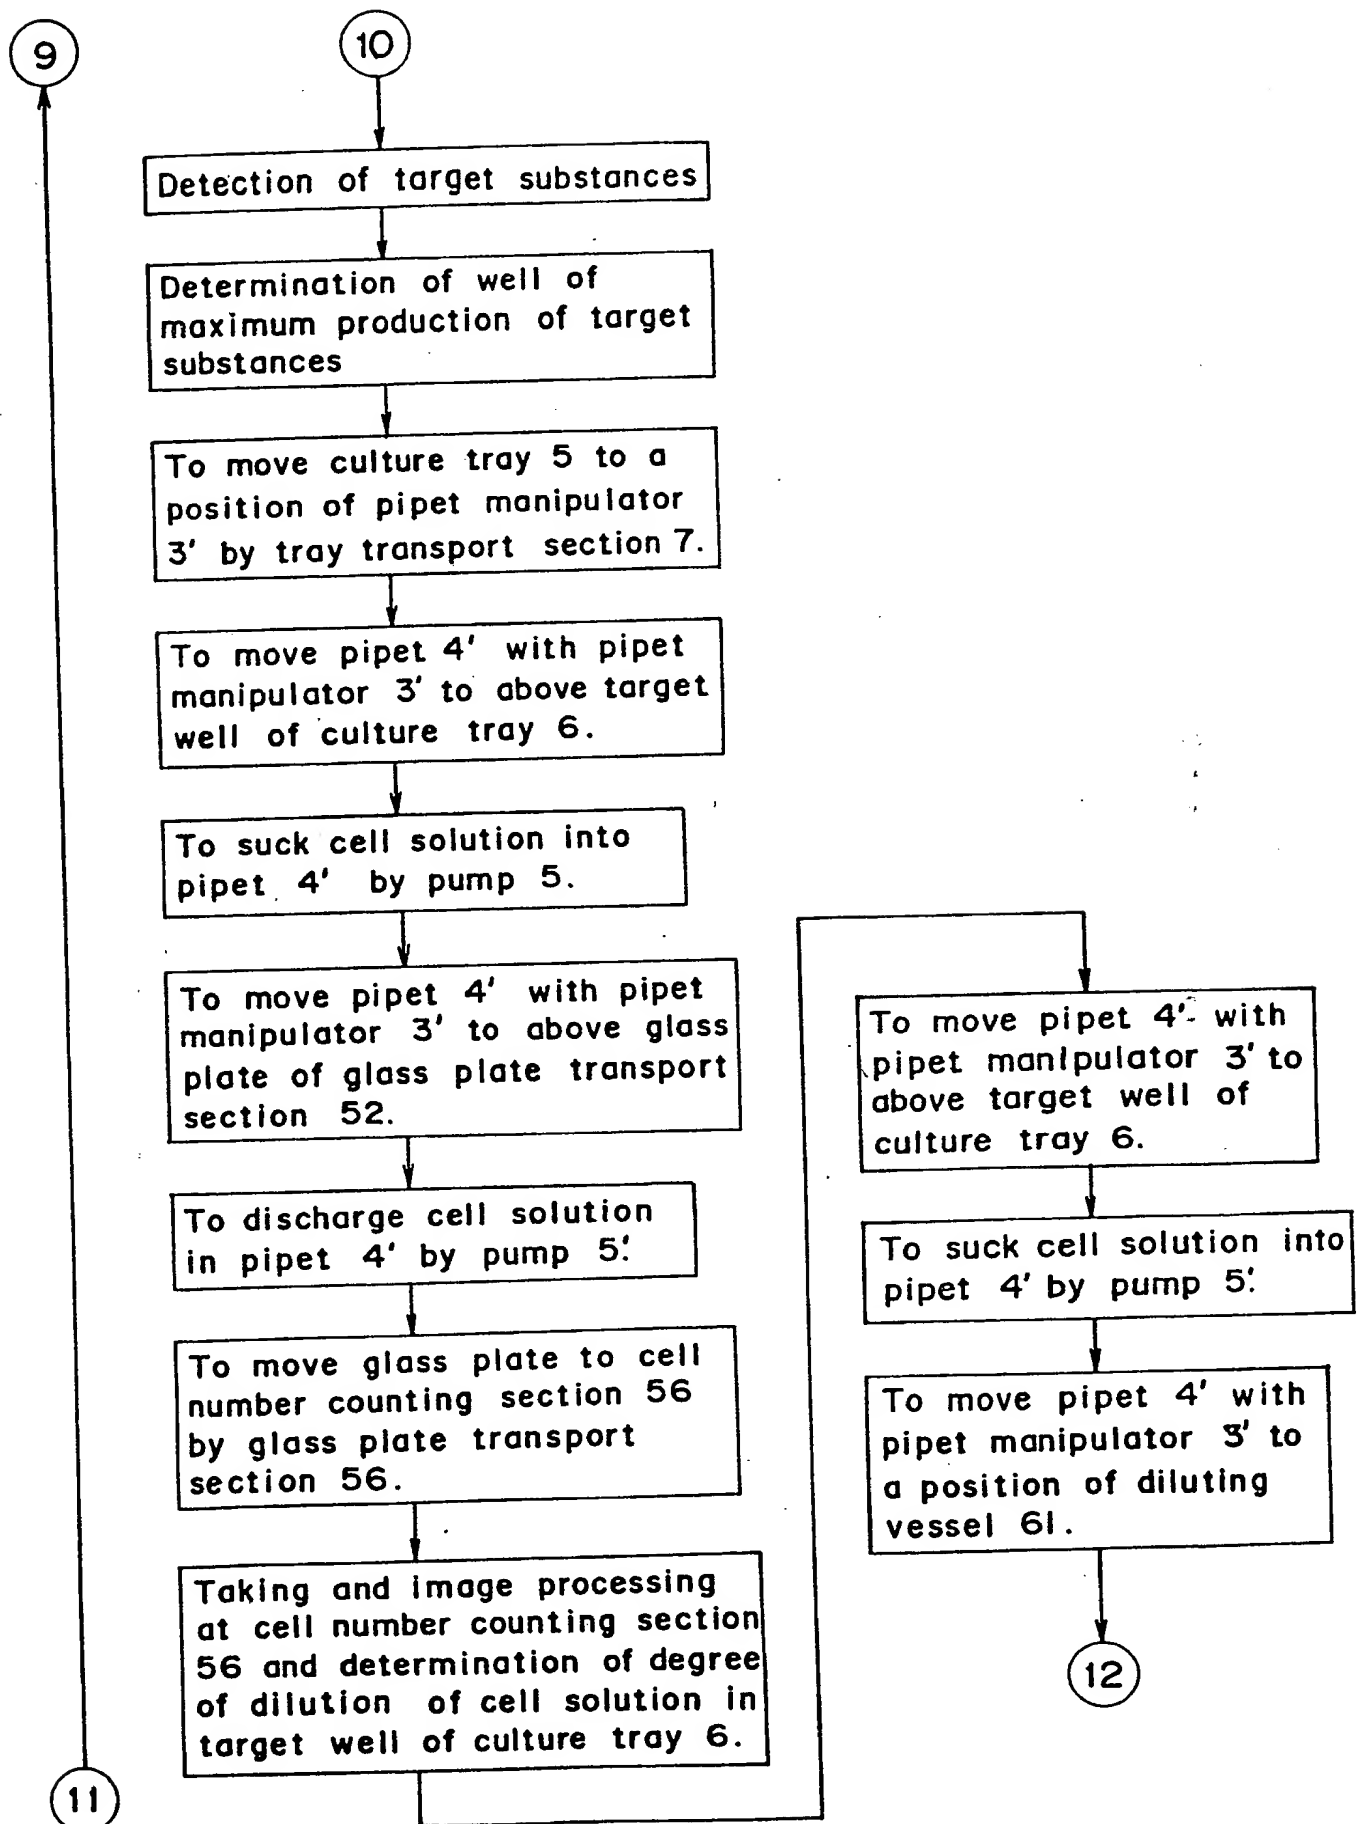 9
10
Detection of target substances
Determination of well of
maximum production of target
substances
To move culture tray 5 to a
position of pipet manipulator
3' by tray transport section 7.
To move pipet 4' with pipet
manipulator 3' to above target
well of culture tray 6.
To suck cell solution into
pipet 4' by pump 5.
To move pipet 4' with pipet
manipulator 3' to above glass
plate of glass plate transport
section 52.
To discharge cell solution
in pipet 4' by pump 5'.
To move glass plate to cell
number counting section 56
by glass plate transport
section 56.
Taking and image processing
at cell number counting section
56 and determination of degree
of dilution of cell solution in
target well of culture tray 6.
11
To move pipet 4' with
pipet manipulator 3' to
above target well of
culture tray 6.
To suck cell solution into
pipet 4' by pump 5'.
To move pipet 4' with
pipet manipulator 3' to
a position of diluting
vessel 61.
12